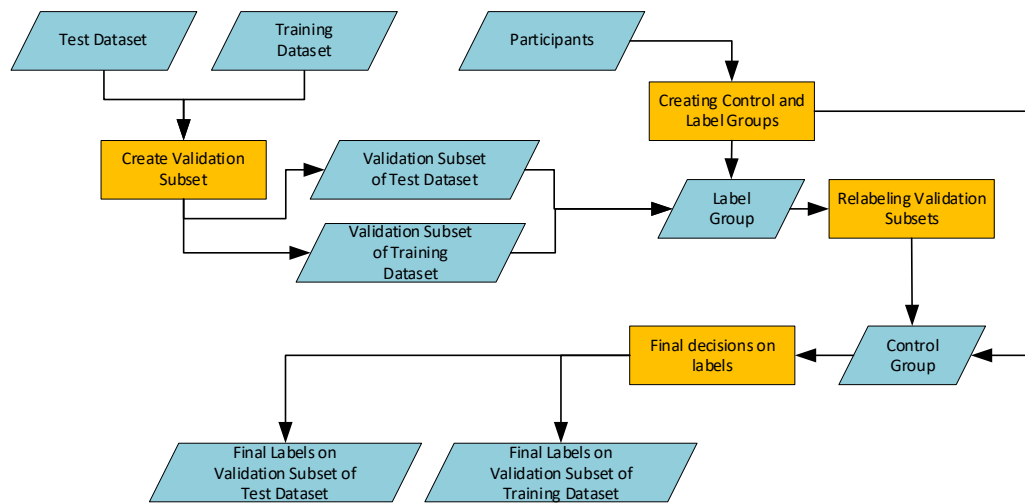 Test Dataset
Training
Dataset
Participants
Creating Control and
Label Groups
Create Validation
Subset
Validation Subset
of Test Dataset
Label
Group
Relabeling Validation
Subsets
Validation Subset
of Training
Dataset
Final decisions on
labels
Control
Group
Final Labels on
Validation Subset of
Test Dataset
Final Labels on
Validation Subset of
Training Dataset